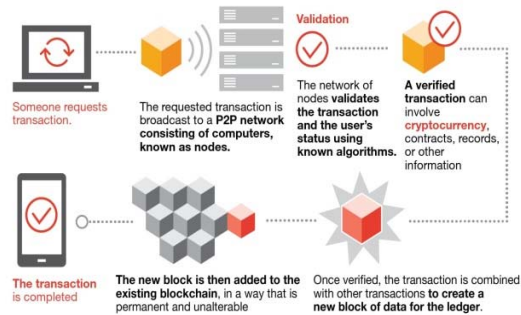 Someone requests
transaction.
The requested transaction is
broadcast to a P2P network
consisting of computers,
known as nodes.
Validation
The network of
nodes validates
the transaction
and the user's
status using
known algorithms.
A verified
transaction can
involve
cryptocurrency,
contracts, records,
or other
information
Once verified, the transaction is combined
with other transactions to create a
new block of data for the ledger.
The new block is then added to the
existing blockchain, in a way that is
permanent and unalterable
The transaction
is completed